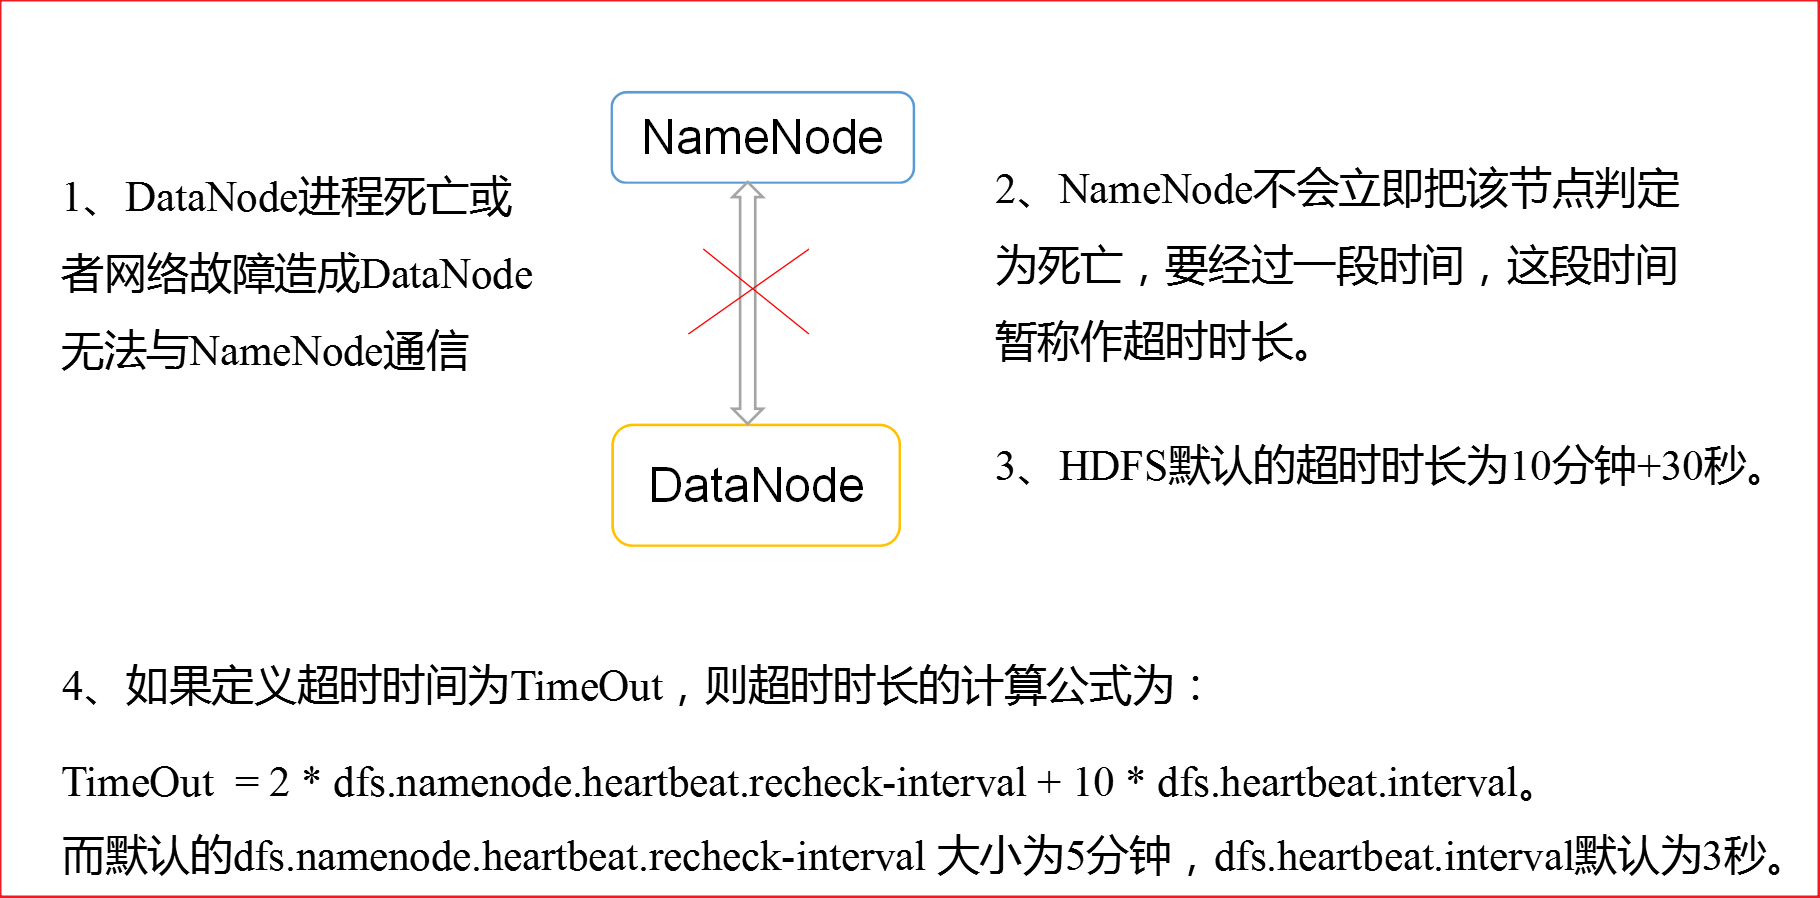 NameNode
1、DataNode进程死亡或
者网络故障造成DataNode
无法与NameNode通信
2、NameNode不会立即把该节点判定
为死亡，要经过一段时间，这段时间
暂称作超时时长。
DataNode
3、HDFS默认的超时时长为10分钟+30秒。
4、如果定义超时时间为TimeOut，则超时时长的计算公式为：
TimeOut = 2 * dfs.namenode.heartbeat.recheck-interval + 10 * dfs.heartbeat.interval。
而默认的dfs.namenode.heartbeat.recheck-interval 大小为5分钟，dfs.heartbeat.interval默认为3秒。